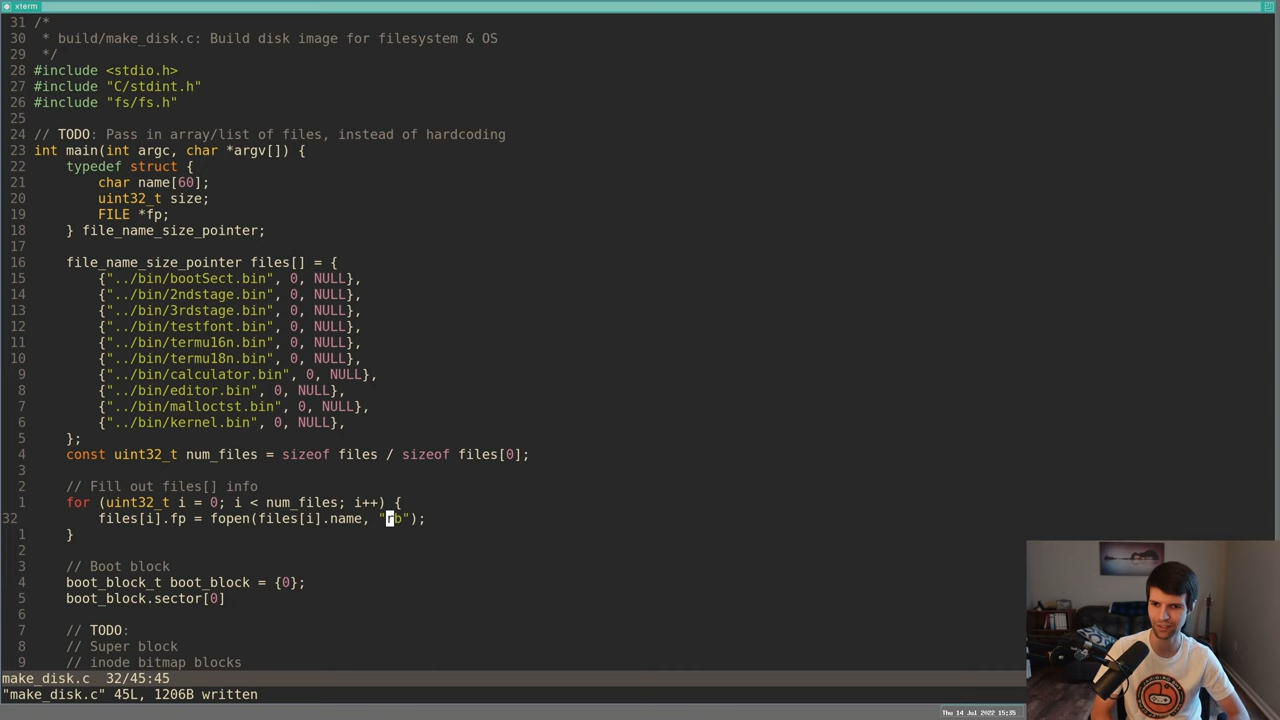 xterm
31 /*
30  * build/make_disk.c: Build disk image for filesystem & OS
29  */
28 #include <stdio.h>
27 #include "C/stdint.h"
26 #include "fs/fs.h"
25
24 // TODO: Pass in array/list of files, instead of hardcoding
23 int main(int argc, char *argv[]) {
22     typedef struct {
21         char name[60];
20         uint32_t size;
19         FILE *fp;
18     } file_name_size_pointer;
17
16     file_name_size_pointer files[] = {
15         {"../bin/bootSect.bin", 0, NULL},
14         {"../bin/2ndstage.bin", 0, NULL},
13         {"../bin/3rdstage.bin", 0, NULL},
12         {"../bin/testfont.bin", 0, NULL},
11         {"../bin/termu16n.bin", 0, NULL},
10         {"../bin/termu18n.bin", 0, NULL},
9         {"../bin/calculator.bin", 0, NULL},
8         {"../bin/editor.bin", 0, NULL},
7         {"../bin/malloctst.bin", 0, NULL},
6         {"../bin/kernel.bin", 0, NULL},
5     };
4     const uint32_t num_files = sizeof files / sizeof files[0];
3
2     // Fill out files[] info
1     for (uint32_t i = 0; i < num_files; i++) {
32         files[i].fp = fopen(files[i].name, "rb");
1     }
2
3     // Boot block
4     boot_block_t boot_block = {0};
5     boot_block.sector[0]
6
7     // TODO:
8     // Super block
9     // inode bitmap blocks
make_disk.c 32/45:45
"make_disk.c" 45L, 1206B written
Thu 14 Jul 2022 15:35